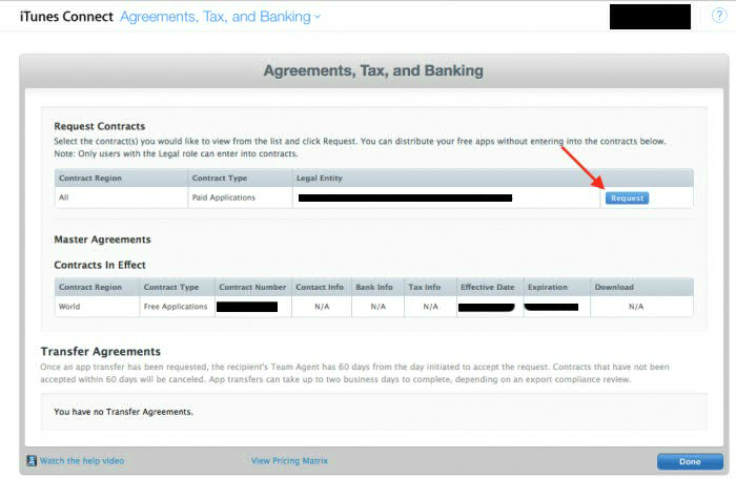 iTunes Connect Agreements, Tax, and Banking
?
Agreements, Tax, and Banking
Request Contracts
Select the contract(s) you would like to view from the list and click Request. You can distribute your free apps without entering into the contracts below.
Note: Only users with the Legal role can enter into contracts.
Contract Region Contract Type Legal Entity
All Paid Applications Request
Master Agreements
Contracts In Effect
Contract Region Contract Type Contract Number Contact Info Bank Info Tax Info Effective Date Expiration Download
World Free Applications N/A N/A N/A N/A
Transfer Agreements
Once an app transfer has been requested, the recipient's Team Agent has 60 days from the day initiated to accept the request. Contracts that have not been
accepted within 60 days will be canceled. App transfers can take up to two business days to complete, depending on an export compliance review.
You have no Transfer Agreements.
Watch the help video View Pricing Matrix Done